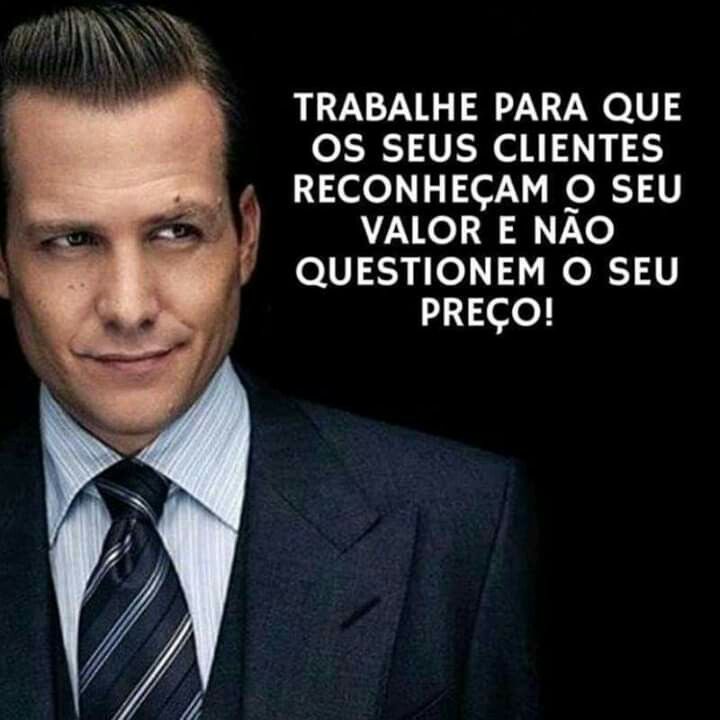 TRABALHE PARA QUE
OS SEUS CLIENTES
RECONHEÇAM O SEU
VALOR E NÃO
QUESTIONEM O SEU
PREÇO!